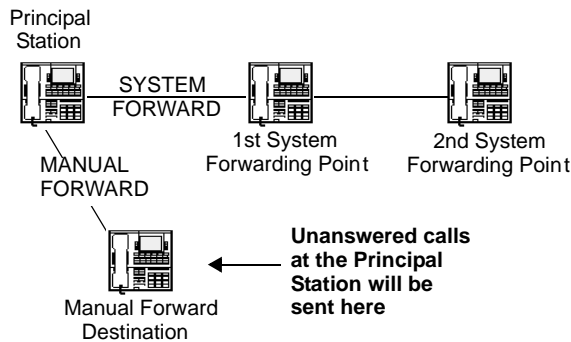 Principal
Station
SYSTEM
FORWARD
1st System
Forwarding Point
2nd System
Forwarding Point
MANUAL
FORWARD
Unanswered calls
at the Principal
Station will be
sent here
Manual Forward
Destination